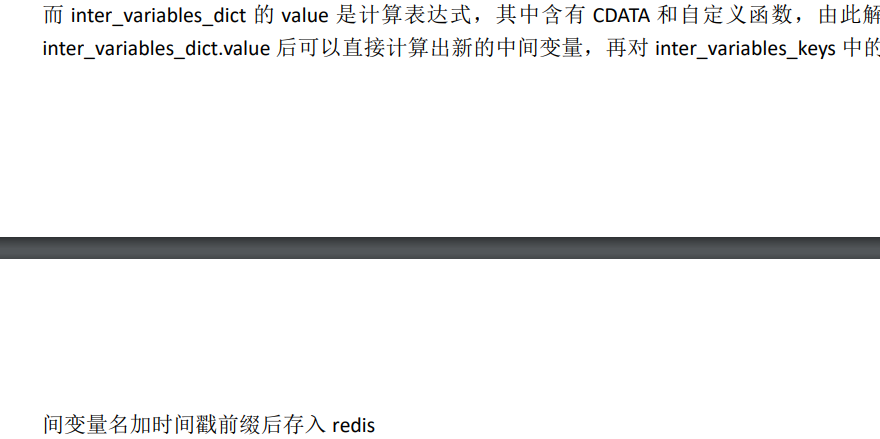 而 inter_variables_dict 的 value 是计算表达式，其中含有 CDATA 和自定义函数，由此解
inter_variables_dict.value 后可以直接计算出新的中间变量，再对 inter_variables_keys 中的
间变量名加时间戳前缀后存入 redis